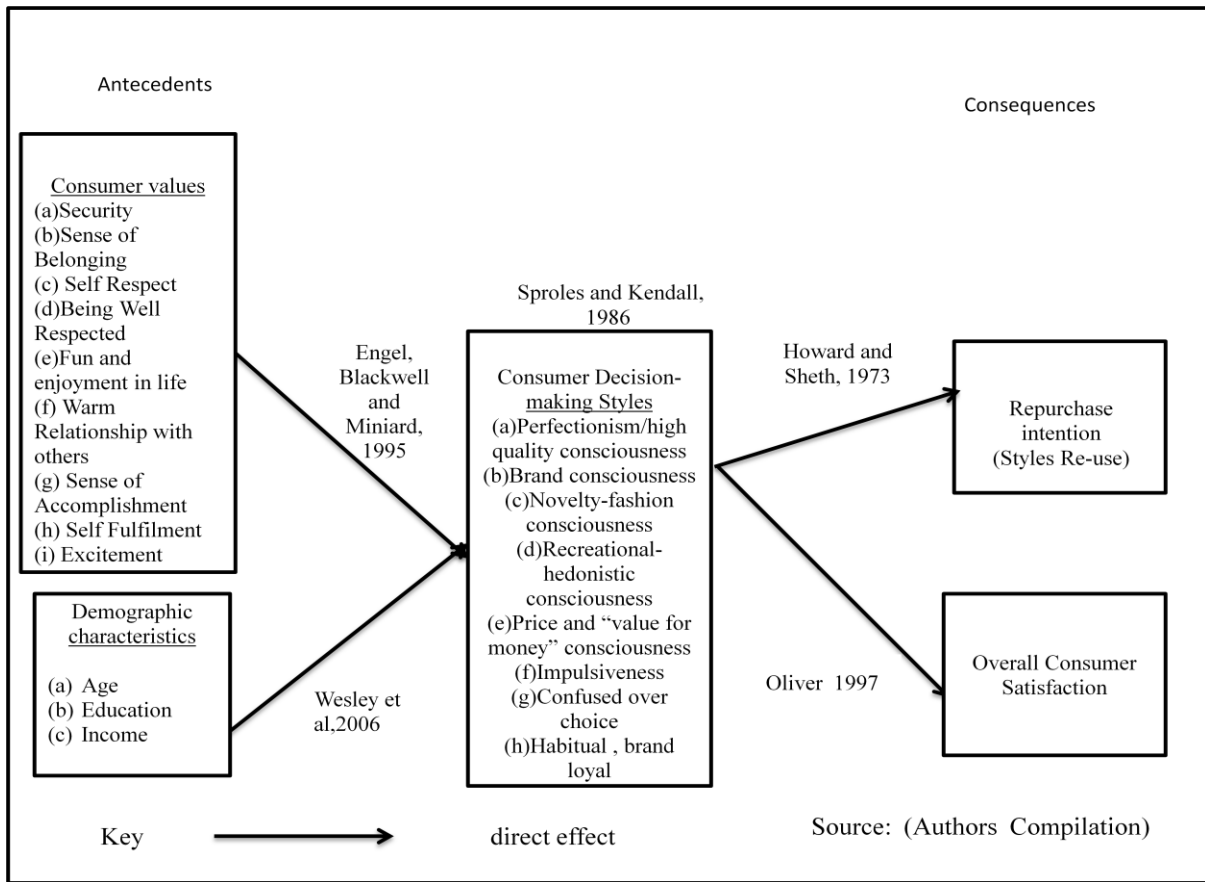 Antecedents
Consequences
Consumer values
(a)Security
(b)Sense of
Belonging
(c) Self Respect
(d)Being Well
Respected
(e)Fun and
enjoyment in life
(f) Warm
Relationship with
others
(g) Sense of
Accomplishment
(h) Self Fulfilment
(i) Excitement
Demographic
characteristics
(a) Age
(b) Education
(c) Income
Engel,
Blackwell
and
Miniard,
1995
Wesley et
al,2006
Sproles and Kendall,
1986
Consumer Decision-
making Styles
(a)Perfectionism/high
quality consciousness
(b)Brand consciousness
(c)Novelty-fashion
consciousness
(d)Recreational-
hedonistic
consciousness
(e)Price and “value for
money” consciousness
(f)Impulsiveness
(g)Confused over
choice
(h)Habitual , brand
loyal
Howard and
Sheth, 1973
Oliver 1997
Repurchase
intention
(Styles Re-use)
Overall Consumer
Satisfaction
Key
direct effect
Source: (Authors Compilation)